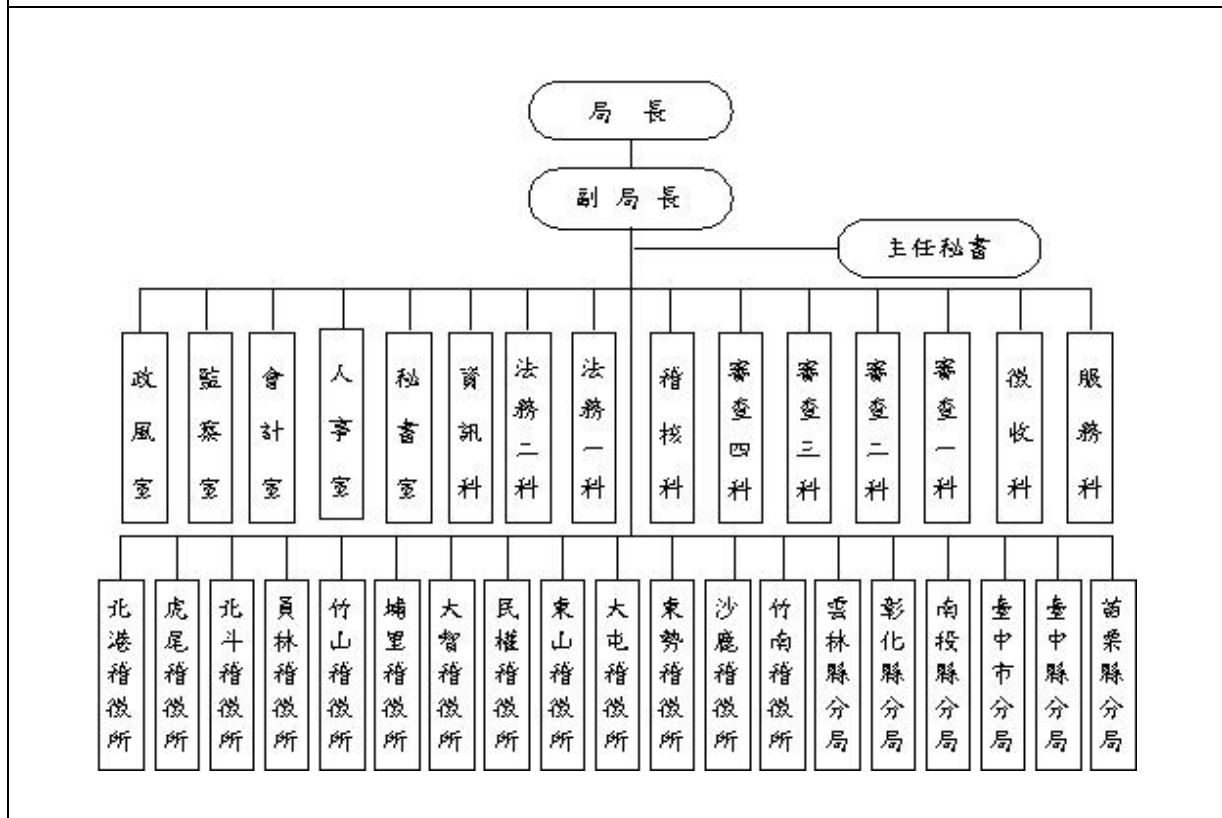 局長
副局長
主任秘書
政風室
監察室
會計室
人事室
秘書室
資訊科
法務二科
法務一科
稽核科
審查四科
審查三科
審查二科
審查一科
徵收科
服務科
北港稽徵所
虎尾稽徵所
北斗稽徵所
員林稽徵所
竹山稽徵所
埔里稽徵所
大智稽徵所
民權稽徵所
東山稽徵所
大屯稽徵所
東勢稽徵所
沙鹿稽徵所
竹南稽徵所
雲林縣分局
彰化縣分局
南投縣分局
臺中市分局
臺中縣分局
苗栗縣分局